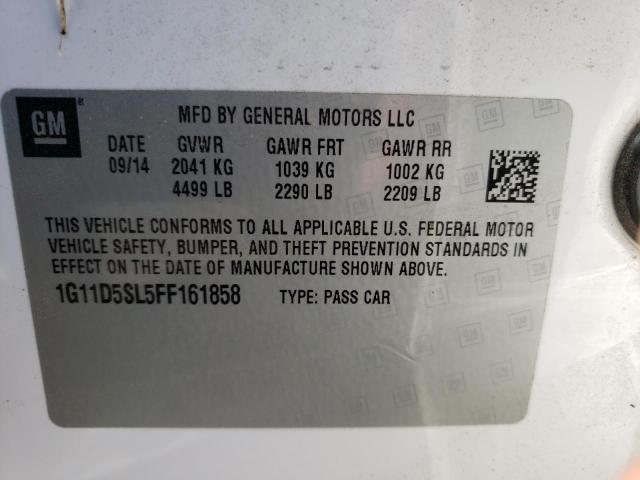 GM ®
MFD BY GENERAL MOTORS LLC
DATE GVWR GAWR FRT GAWR RR
09/14 2041 KG 1039 KG 1002 KG
4499 LB 2290 LB 2209 LB
THIS VEHICLE CONFORMS TO ALL APPLICABLE U.S. FEDERAL MOTOR
VEHICLE SAFETY, BUMPER, AND THEFT PREVENTION STANDARDS IN
EFFECT ON THE DATE OF MANUFACTURE SHOWN ABOVE.
1G11D5SL5FF161858 TYPE: PASS CAR